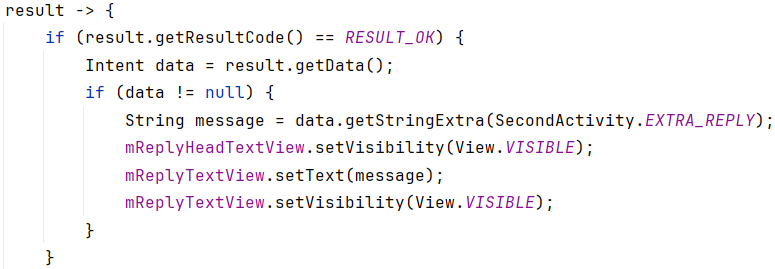 result -> {
    if (result.getResultCode() == RESULT_OK) {
        Intent data = result.getData();
        if (data != null) {
            String message = data.getStringExtra(SecondActivity.EXTRA_REPLY);
            mReplyHeadTextView.setVisibility(View.VISIBLE);
            mReplyTextView.setText(message);
            mReplyTextView.setVisibility(View.VISIBLE);
        }
    }